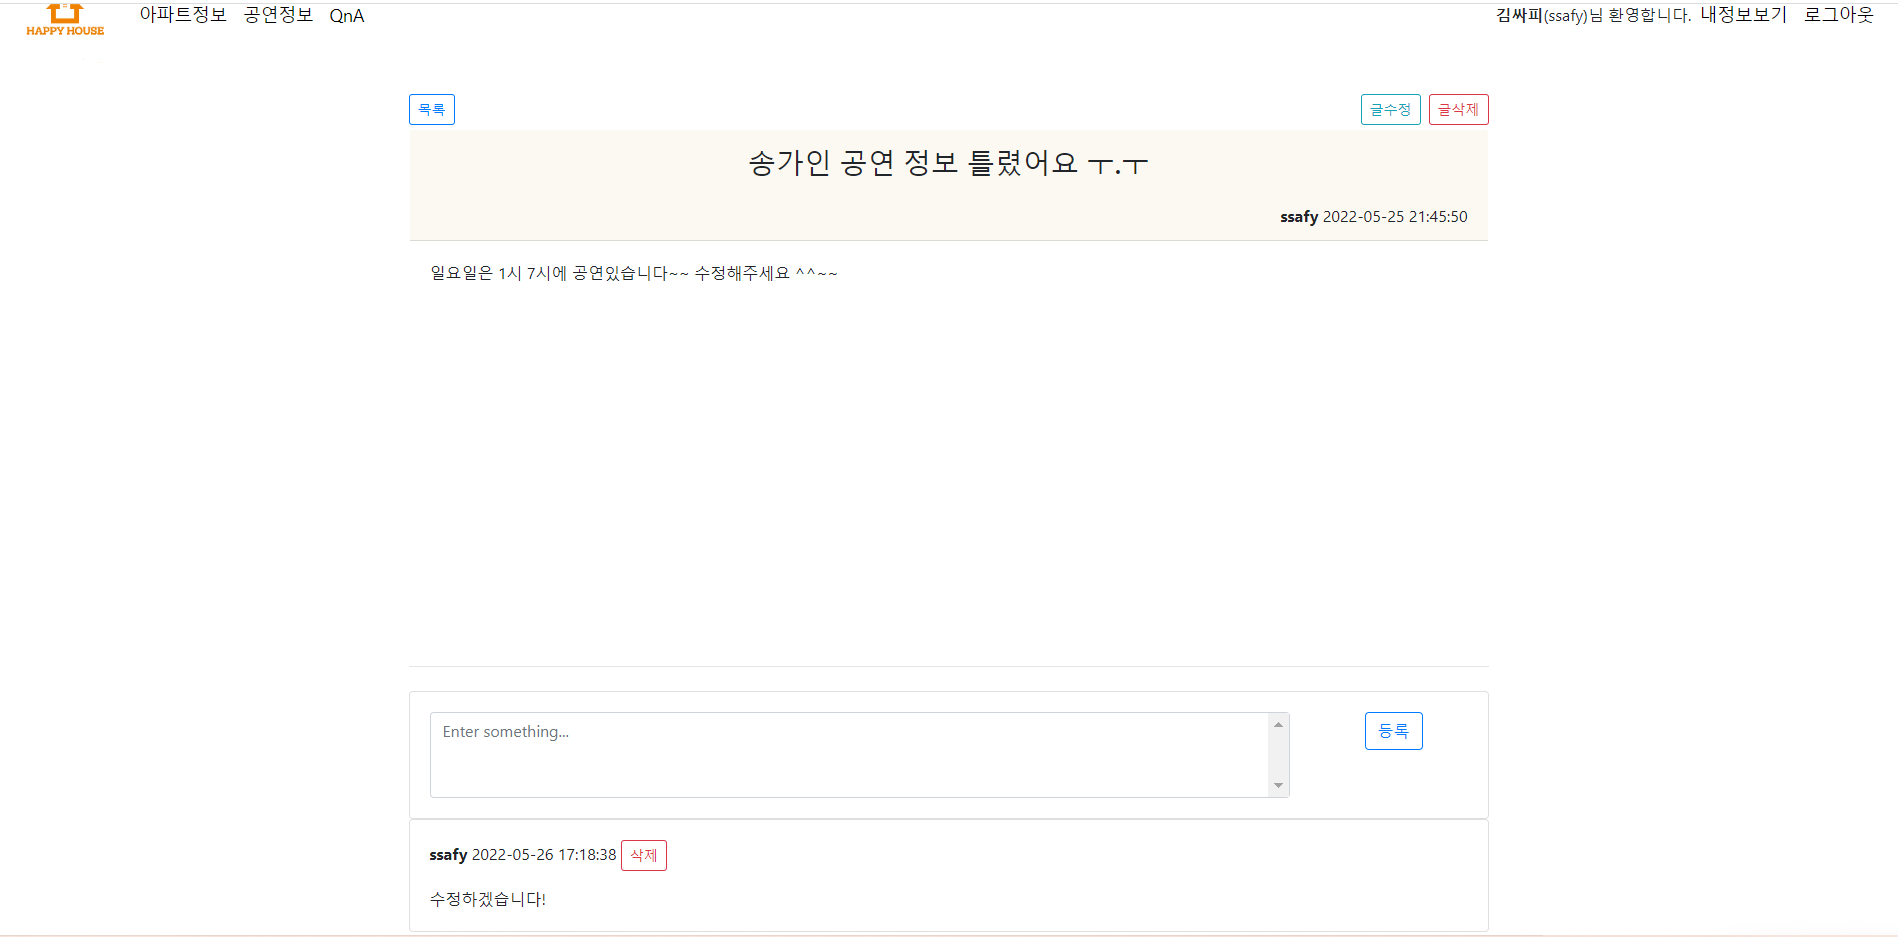 HAPPY HOUSE
아파트정보 공연정보 QnA
김싸피(ssafy)님 환영합니다. 내정보보기 로그아웃
목록
글수정 글삭제
송가인 공연 정보 틀렸어요 ㅜ.ㅜ
ssafy 2022-05-25 21:45:50
일요일은 1시 7시에 공연있습니다~~ 수정해주세요 ^^~~
Enter something...
등록
ssafy 2022-05-26 17:18:38 삭제
수정하겠습니다!